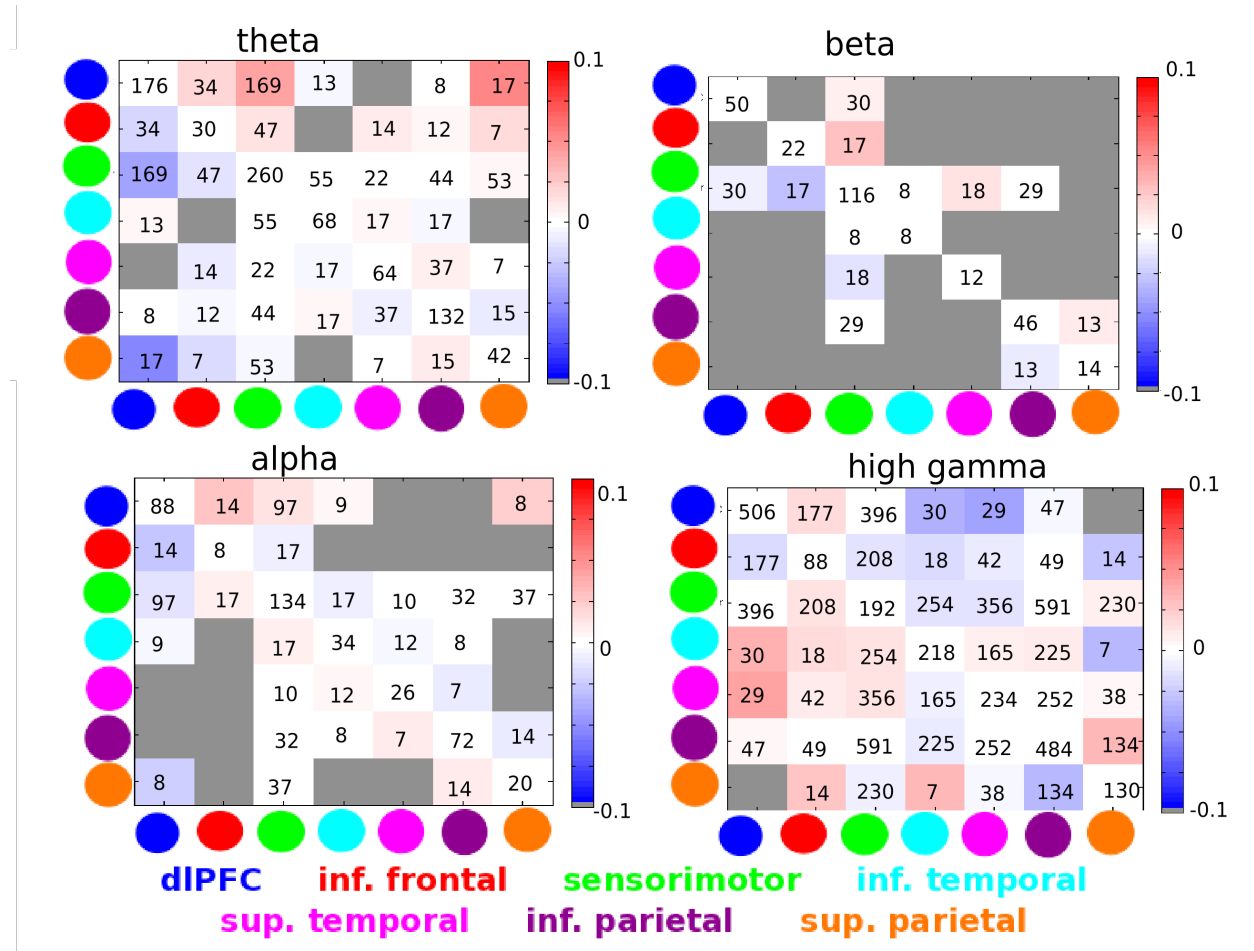 theta
0.1
176 34 169 13 8 17
34 30 47 14 12 7
169 47 260 55 22 44 53
13 55 68 17 17
0
14 22 17 64 37 7
8 12 44 17 37 132 15
17 7 53 7 15 42
-0.1
beta
0.1
50 30
22 17
30 17 116 8 18 29
8 8
0
18 12
29 46 13
13 14
-0.1
alpha
0.1
88 14 97 9 8
14 8 17
97 17 134 17 10 32 37
9 17 34 12 8
0
10 12 26 7
32 8 7 72 14
8 37 14 20
-0.1
high gamma
0.1
506 177 396 30 29 47
177 88 208 18 42 49 14
396 208 192 254 356 591 230
30 18 254 218 165 225 7
0
29 42 356 165 234 252 38
47 49 591 225 252 484 134
14 230 7 38 134 130
-0.1
dlPFC inf. frontal sensorimotor inf. temporal
sup. temporal inf. parietal sup. parietal